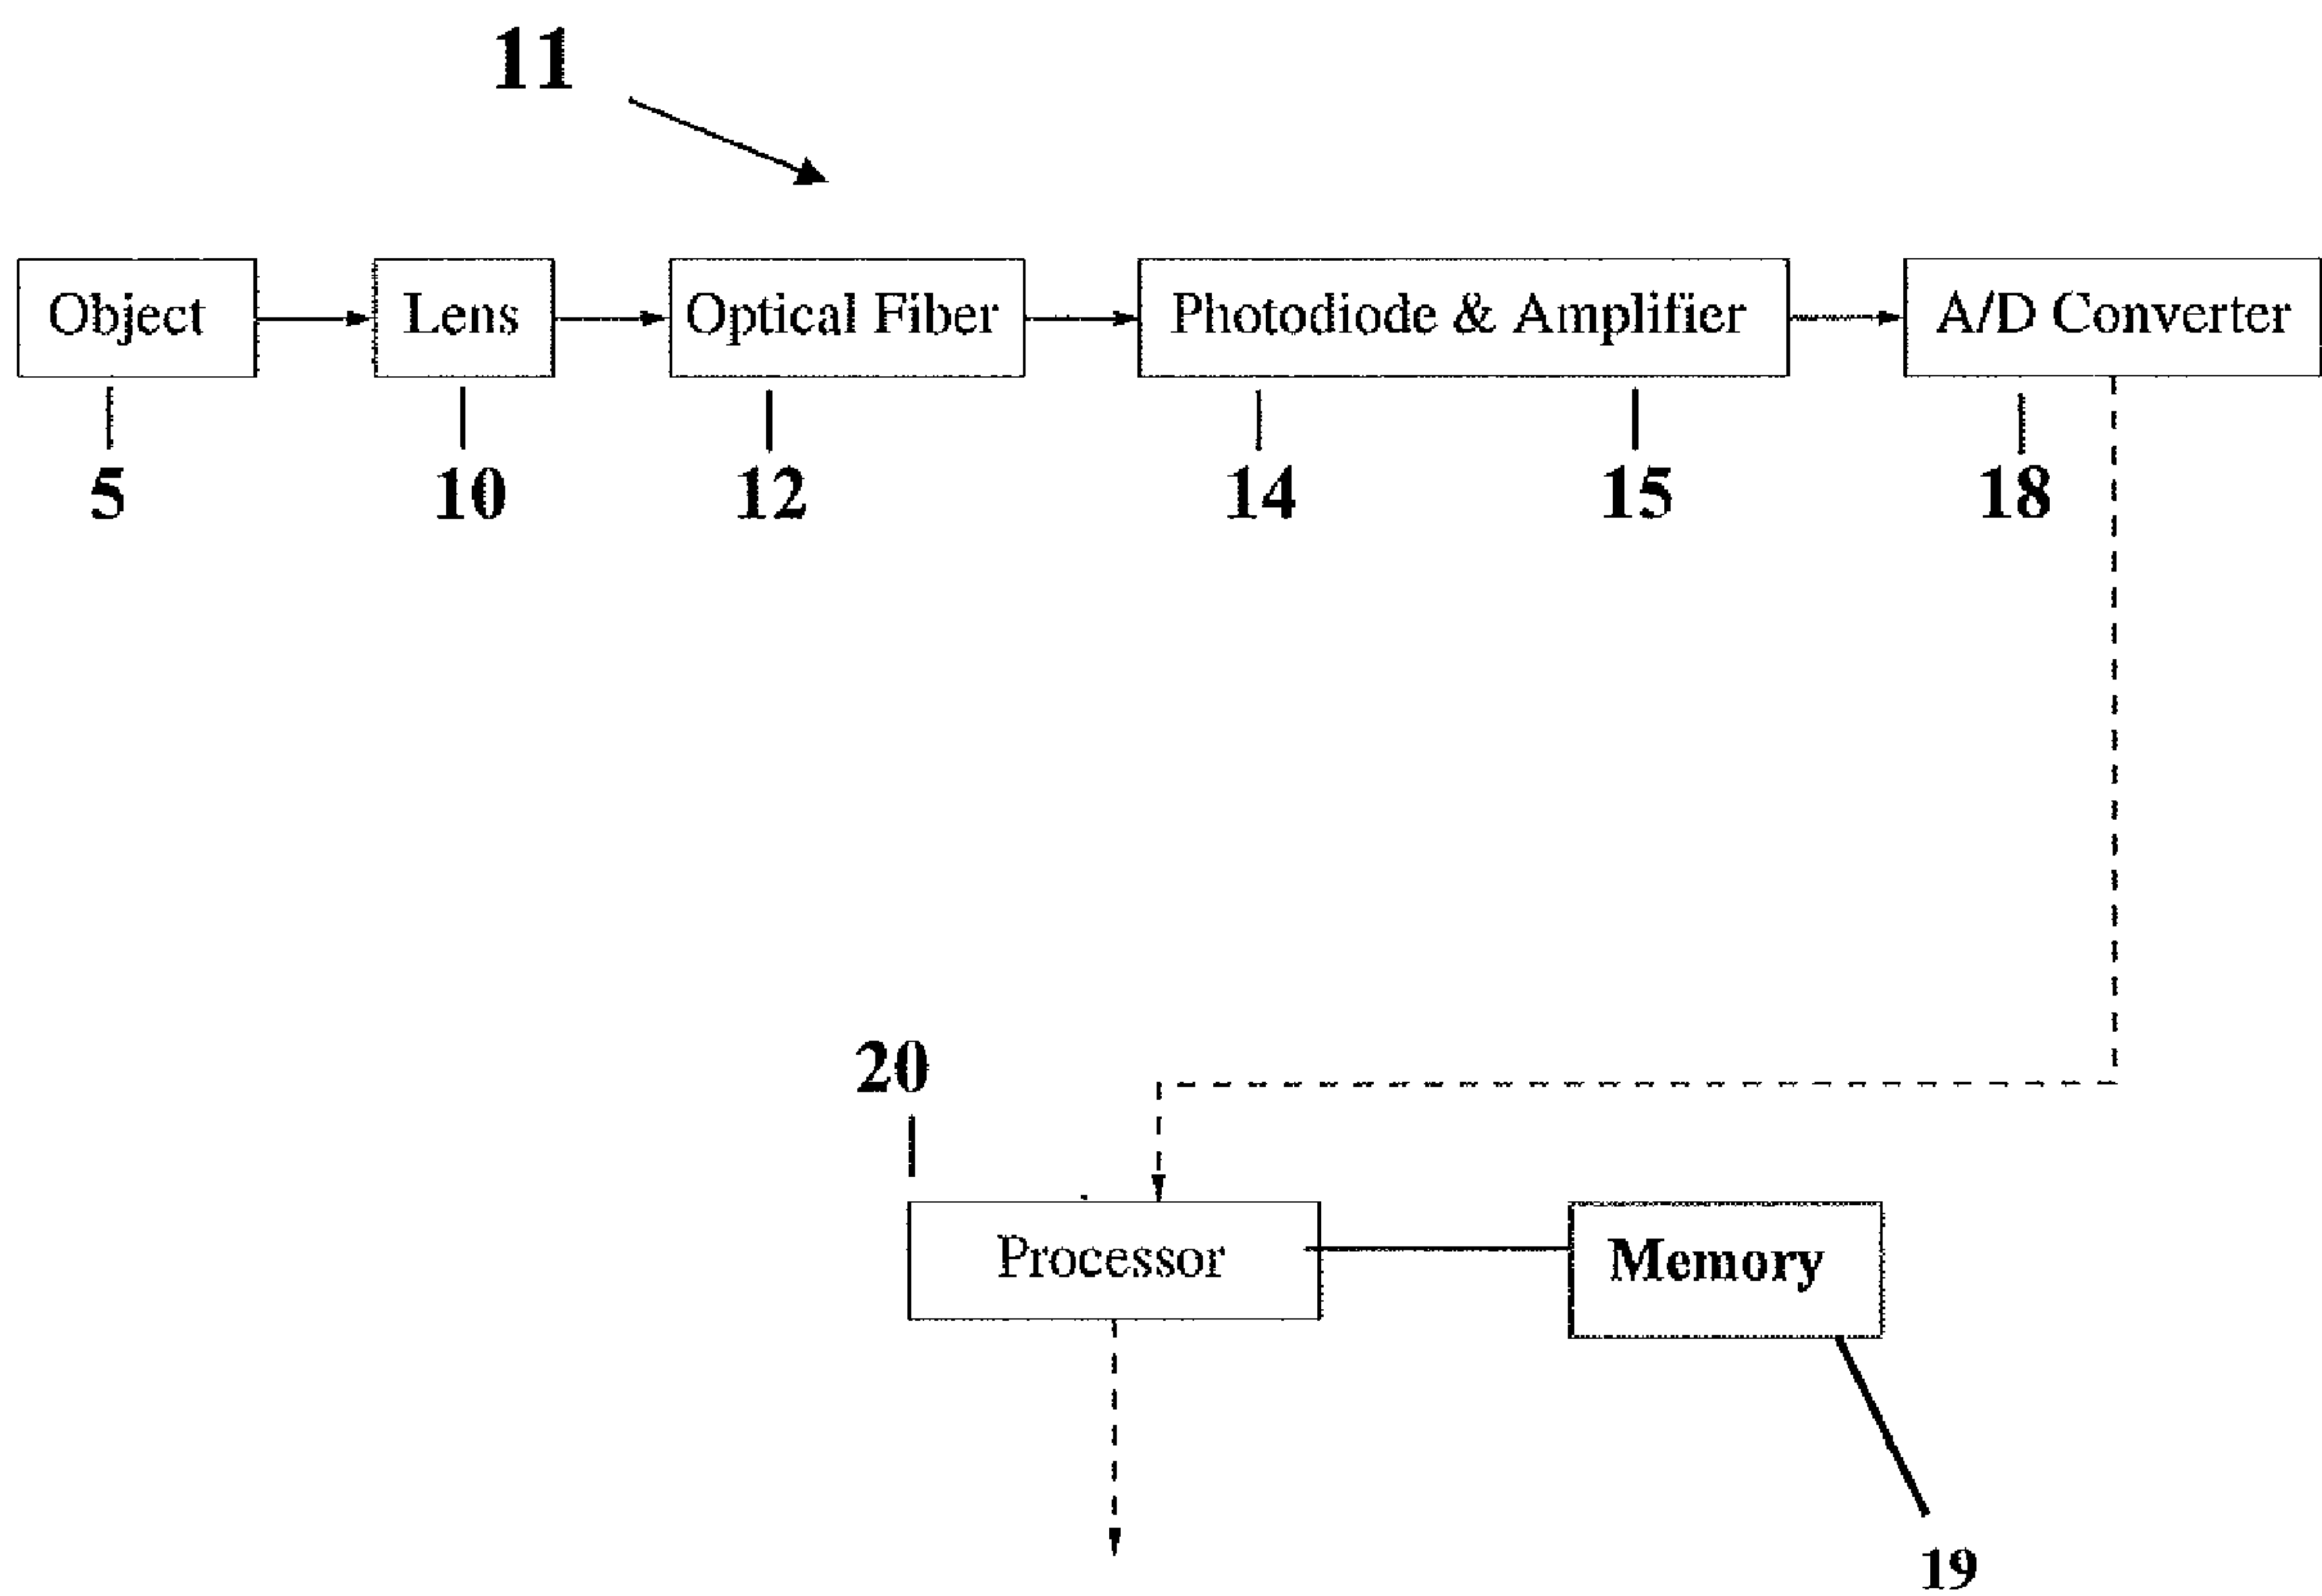 11
Object Lens Optical Fiber Photodiode & Amplifier A/D Converter
5 10 12 14 15 18
20
Processor Memory
19